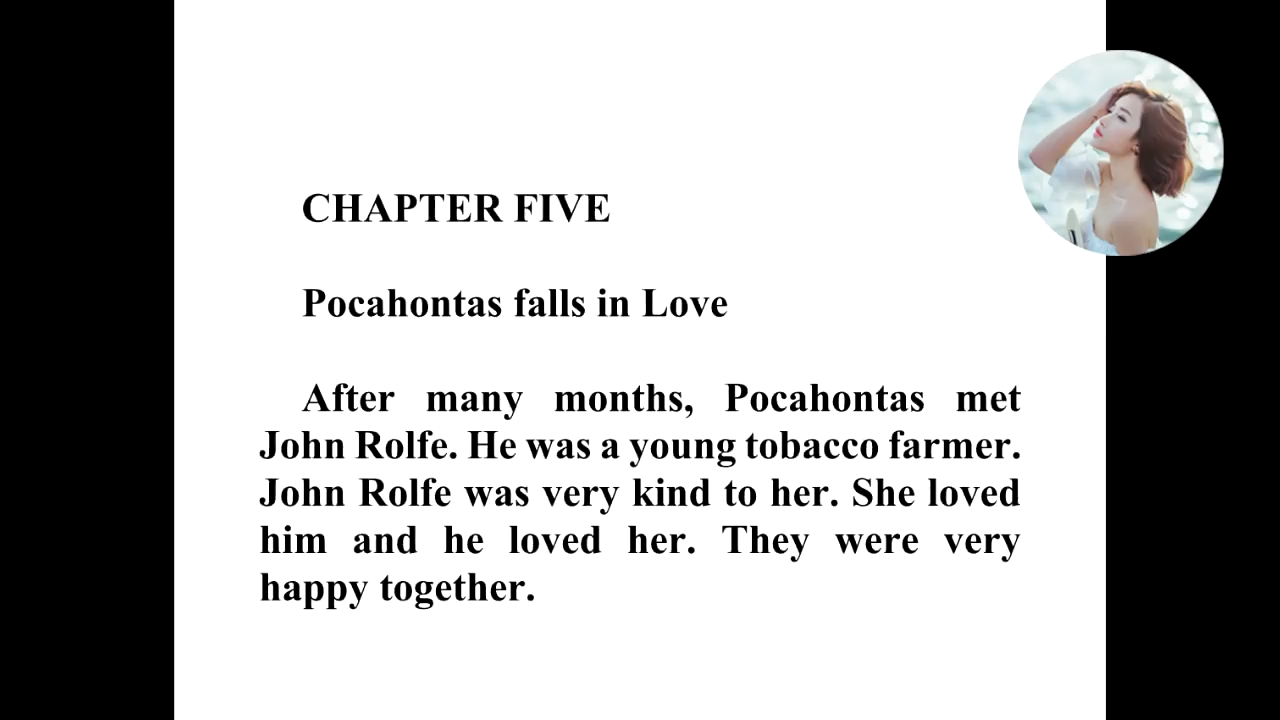 CHAPTER FIVE
Pocahontas falls in Love
After many months, Pocahontas met
John Rolfe. He was a young tobacco farmer.
John Rolfe was very kind to her. She loved
him and he loved her. They were very
happy together.